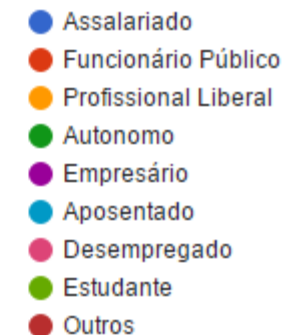 Assalariado
Funcionário Público
Profissional Liberal
Autonomo
Empresário
Aposentado
Desempregado
Estudante
Outros